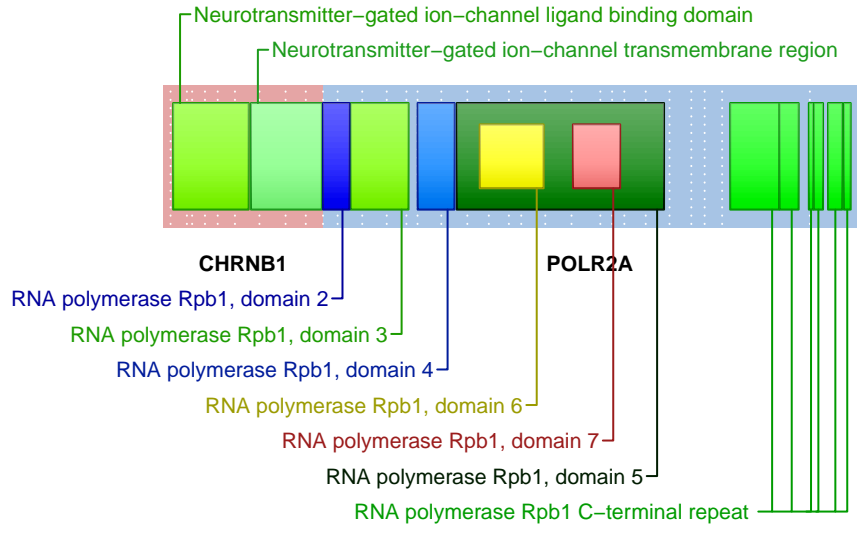 Neurotransmitter−gated ion−channel ligand binding domain
Neurotransmitter−gated ion−channel transmembrane region
CHRNB1
POLR2A
RNA polymerase Rpb1, domain 2
RNA polymerase Rpb1, domain 3
RNA polymerase Rpb1, domain 4
RNA polymerase Rpb1, domain 6
RNA polymerase Rpb1, domain 7
RNA polymerase Rpb1, domain 5
RNA polymerase Rpb1 C−terminal repeat